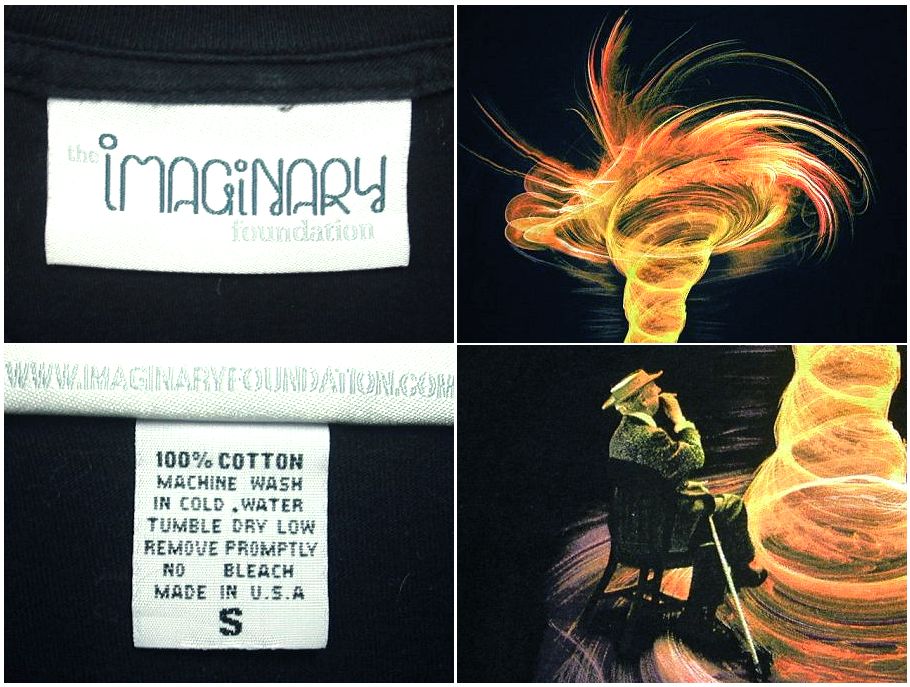 the iMAGiNARY
foundation
WWW.IMAGINARYFOUNDATION.COM
100% COTTON
MACHINE WASH
IN COLD WATER
TUMBLE DRY LOW
REMOVE PROMPTLY
NO BLEACH
MADE IN U.S.A
S